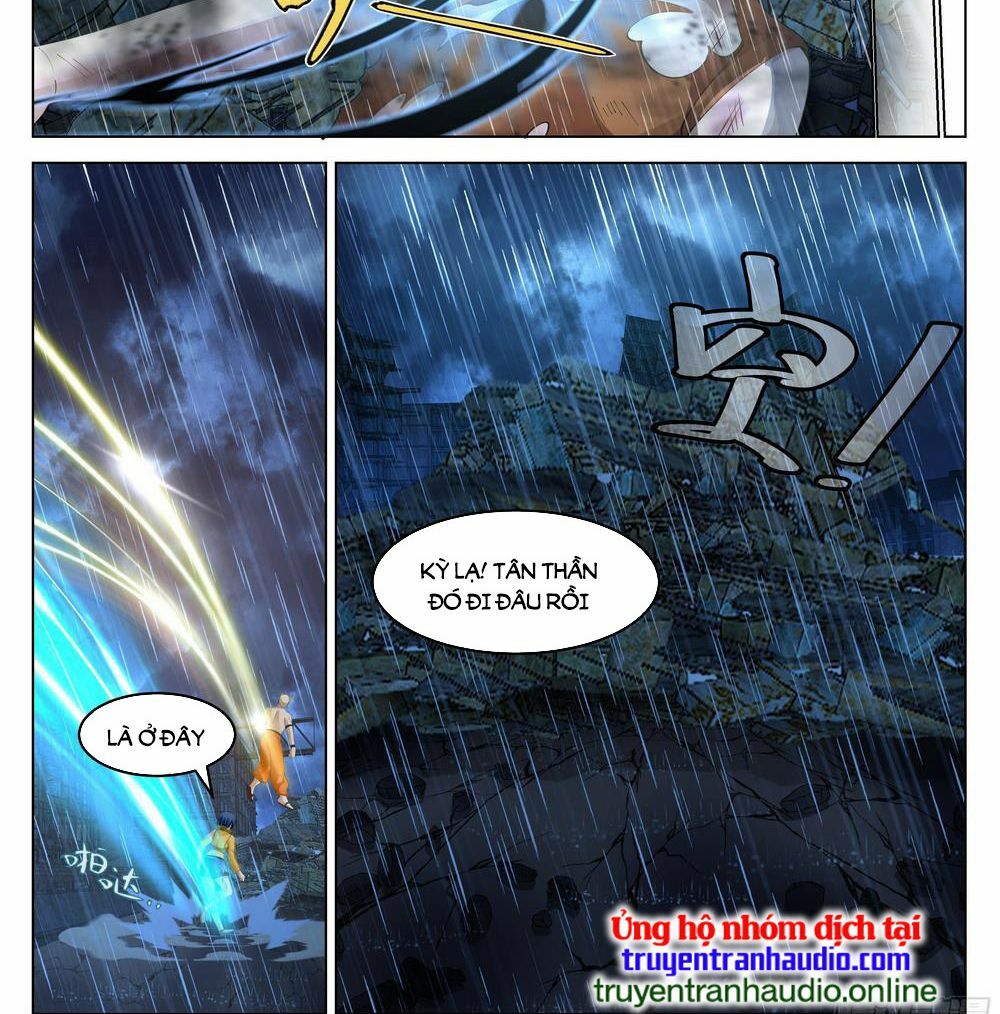 LÀ Ở ĐÂY
啪哒..
KỲ LẠ! TÂN THẦN
ĐÓ ĐI ĐÂU RỒI
Ủng hộ nhóm dịch tại
truyentranhaudio.com
truyentranhaudio.online